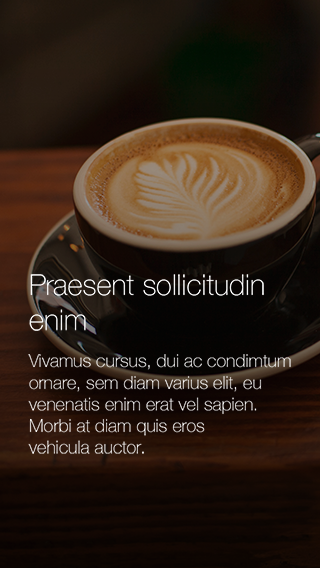 Praesent sollicitudin
enim
Vivamus cursus, dui ac condimtum
ornare, sem diam varius elit, eu
venenatis enim erat vel sapien.
Morbi at diam quis eros
vehicula auctor.